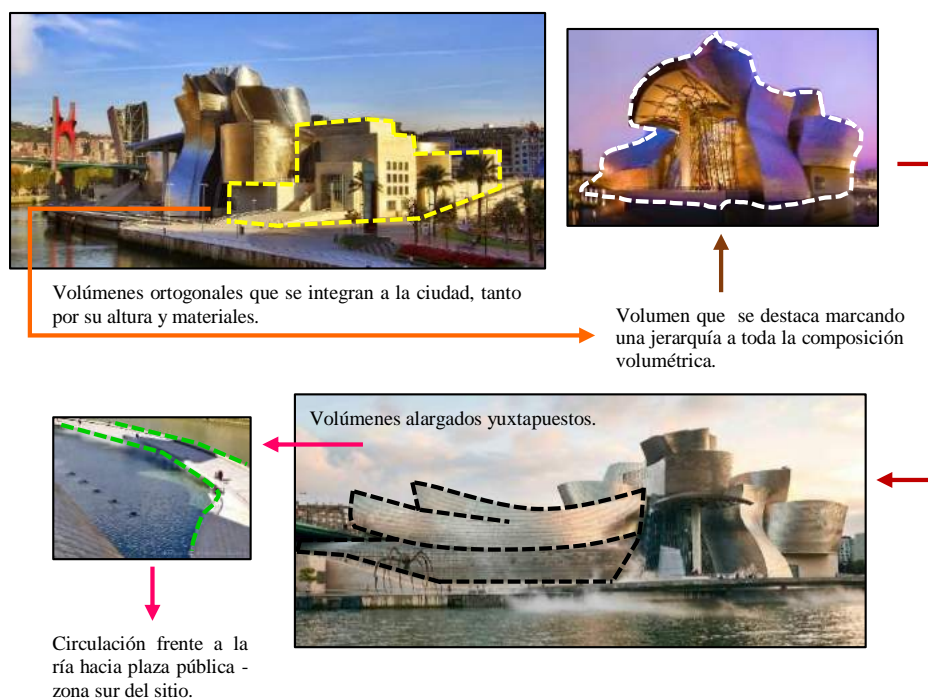 Volúmenes ortogonales que se integran a la ciudad, tanto
por su altura y materiales.
Volumen que se destaca marcando
una jerarquía a toda la composición
volumétrica.
Volúmenes alargados yuxtapuestos.
Circulación frente a la
ría hacia plaza pública -
zona sur del sitio.